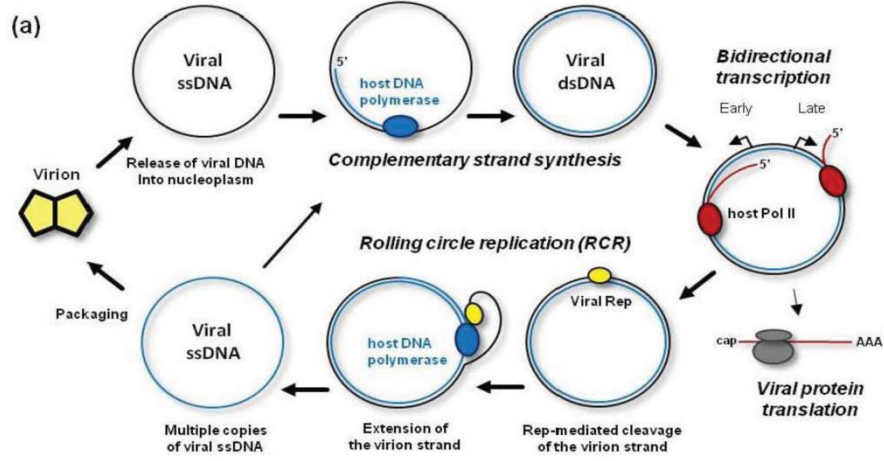 (a)
Viral
ssDNA
5'
host DNA
polymerase
Viral
dsDNA
Bidirectional
transcription
Early
Late
5'
5'
host Pol II
Virion
Release of viral DNA
Into nucleoplasm
Complementary strand synthesis
Rolling circle replication (RCR)
Viral Rep
host DNA
polymerase
Viral
ssDNA
Packaging
cap
AAA
Viral protein
translation
Multiple copies
of viral ssDNA
Extension of
the virion strand
Rep-mediated cleavage
of the virion strand